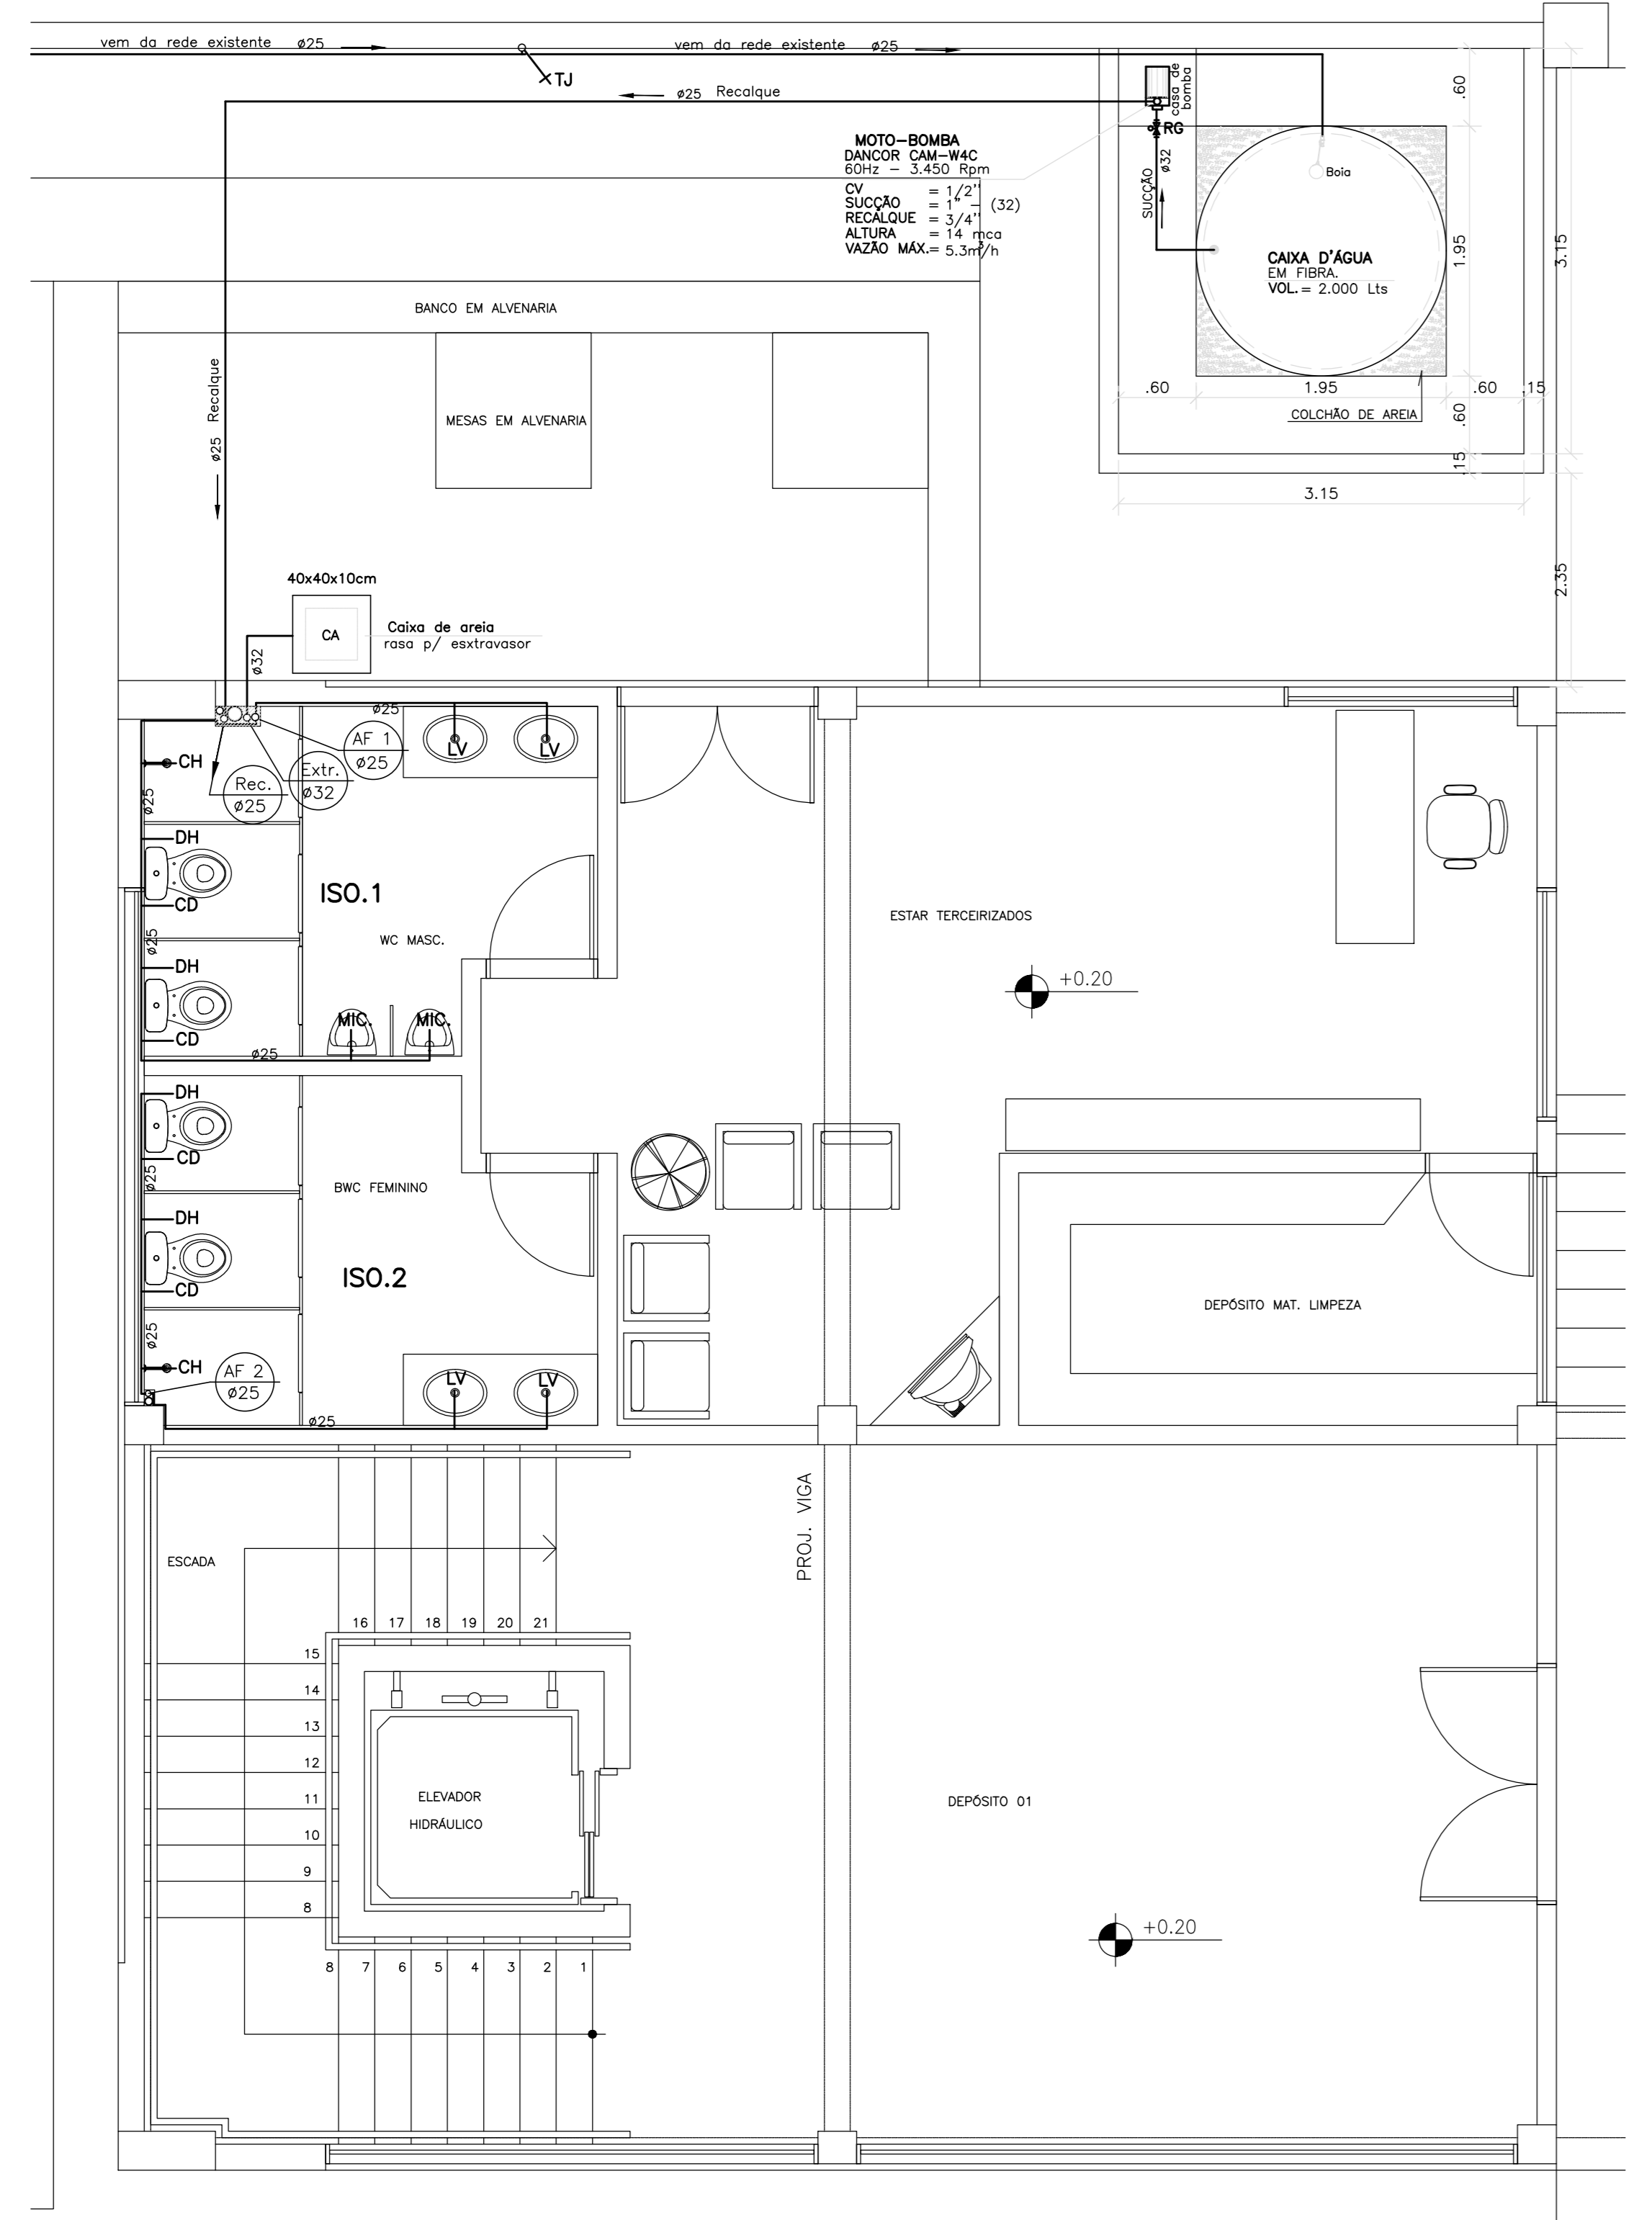 vem da rede existente ø25
vem da rede existente ø25
TJ
ø25 Recalque
casa de
bomba
RG
MOTO-BOMBA
DANCOR CAM-W4C
60Hz - 3.450 Rpm
CV = 1/2"
SUCÇÃO = 1" - (32)
RECALQUE = 3/4"
ALTURA = 14 mca
VAZÃO MÁX.= 5.3m³/h
SUCÇÃO
ø32
Boia
CAIXA D'ÁGUA
EM FIBRA.
VOL.= 2.000 Lts
.60
1.95
3.15
.60
1.95
.60
.15
.60
.15
COLCHÃO DE AREIA
3.15
2.35
BANCO EM ALVENARIA
MESAS EM ALVENARIA
ø25 Recalque
40x40x10cm
CA
Caixa de areia
rasa p/ esxtravasor
ø32
ø25
AF 1
ø25
Extr.
ø32
Rec.
ø25
LV
LV
CH
ø25
DH
CD
ISO.1
WC MASC.
ø25
DH
CD
MIC.
MIC.
ø25
ESTAR TERCEIRIZADOS
+0.20
DH
CD
ø25
BWC FEMININO
DH
CD
ISO.2
ø25
CH
AF 2
ø25
LV
LV
ø25
DEPÓSITO MAT. LIMPEZA
PROJ. VIGA
ESCADA
16
17
18
19
20
21
15
14
13
12
11
10
9
8
ELEVADOR
HIDRÁULICO
DEPÓSITO 01
+0.20
8
7
6
5
4
3
2
1